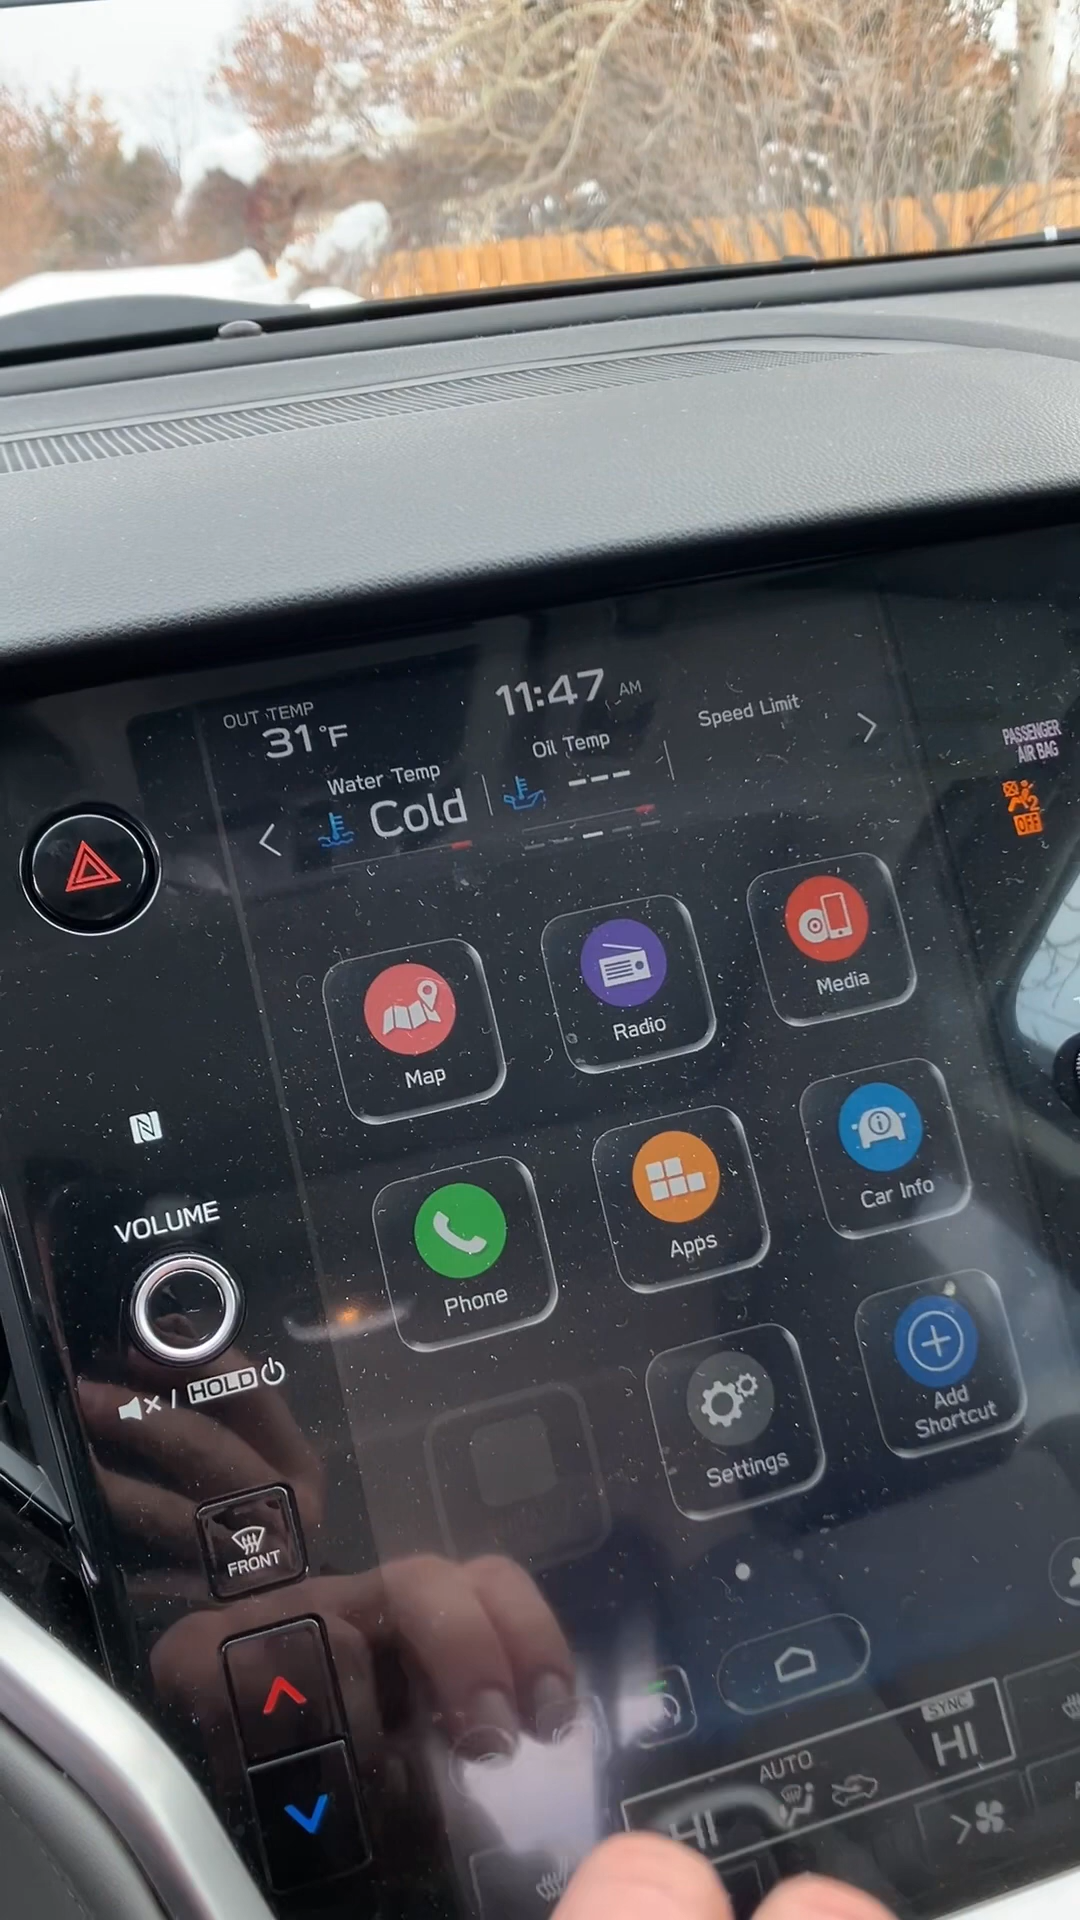 11:47 AM
OUT TEMP
31°F
Speed Limit
Oil Temp
---
Water Temp
Cold
PASSENGER
AIR BAG
2
OFF
Media
Radio
Map
Car Info
Apps
Phone
Add
Shortcut
Settings
VOLUME
/ HOLD
FRONT
SYNC
HI
AUTO
HI